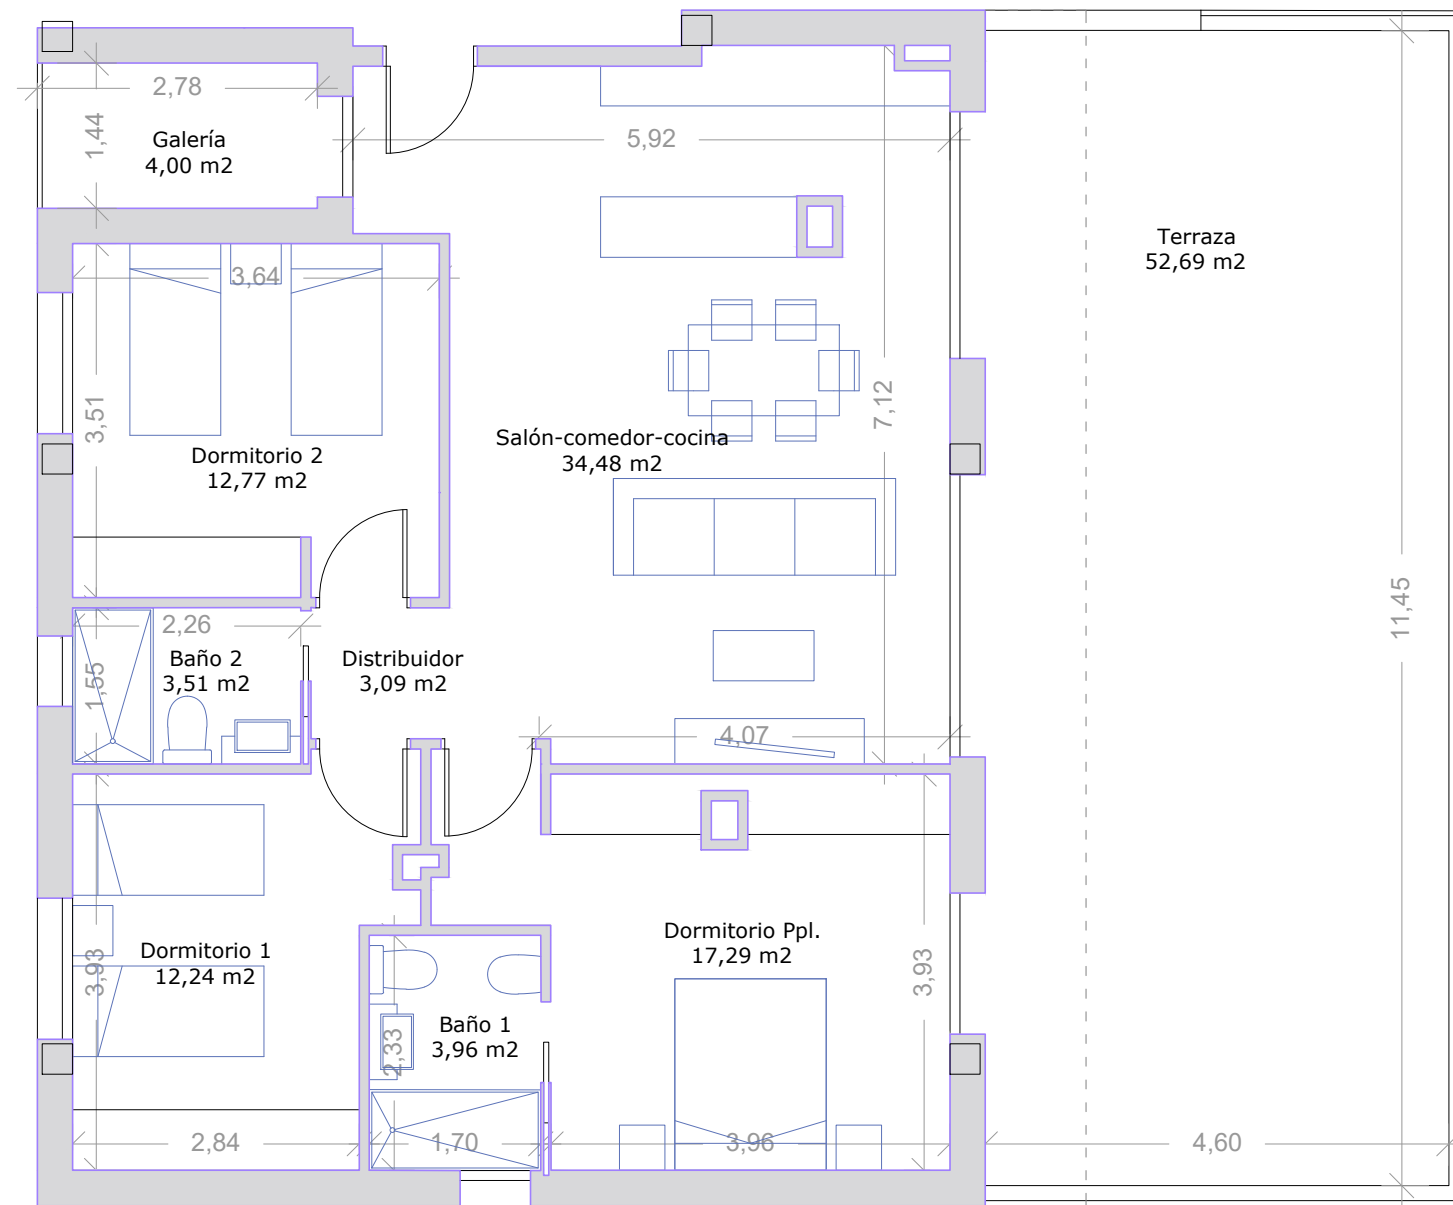 2,78
1,44
Galería
4,00 m2
5,92
Terraza
52,69 m2
3,64
3,51
7,12
Dormitorio 2
12,77 m2
Salón-comedor-cocina
34,48 m2
11,45
2,26
1,55
Baño 2
3,51 m2
Distribuidor
3,09 m2
4,07
Dormitorio 1
12,24 m2
3,93
Dormitorio Ppl.
17,29 m2
3,93
Baño 1
3,96 m2
2,33
2,84
1,70
3,96
4,60